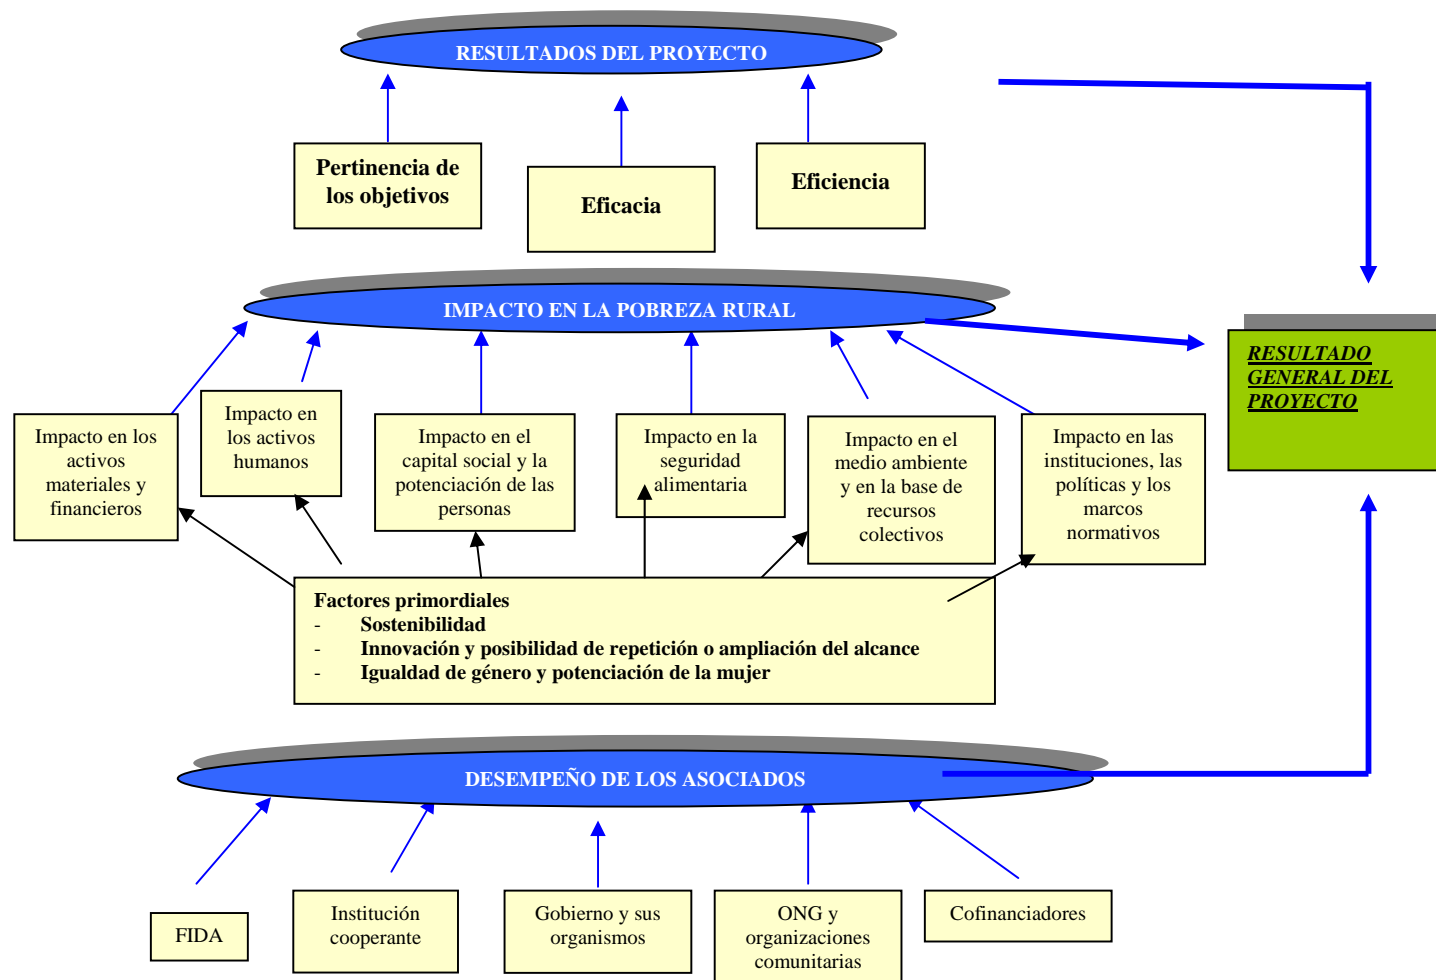 RESULTADOS DEL PROYECTO
Pertinencia de
los objetivos
Eficacia
Eficiencia
IMPACTO EN LA POBREZA RURAL
RESULTADO
GENERAL DEL
PROYECTO
Impacto en los
activos
materiales y
financieros
Impacto en
los activos
humanos
Impacto en el
capital social y la
potenciación de las
personas
Impacto en la
seguridad
alimentaria
Impacto en el
medio ambiente
y en la base de
recursos
colectivos
Impacto en las
instituciones, las
políticas y los
marcos
normativos
Factores primordiales
- Sostenibilidad
- Innovación y posibilidad de repetición o ampliación del alcance
- Igualdad de género y potenciación de la mujer
DESEMPEÑO DE LOS ASOCIADOS
FIDA
Institución
cooperante
Gobierno y sus
organismos
ONG y
organizaciones
comunitarias
Cofinanciadores